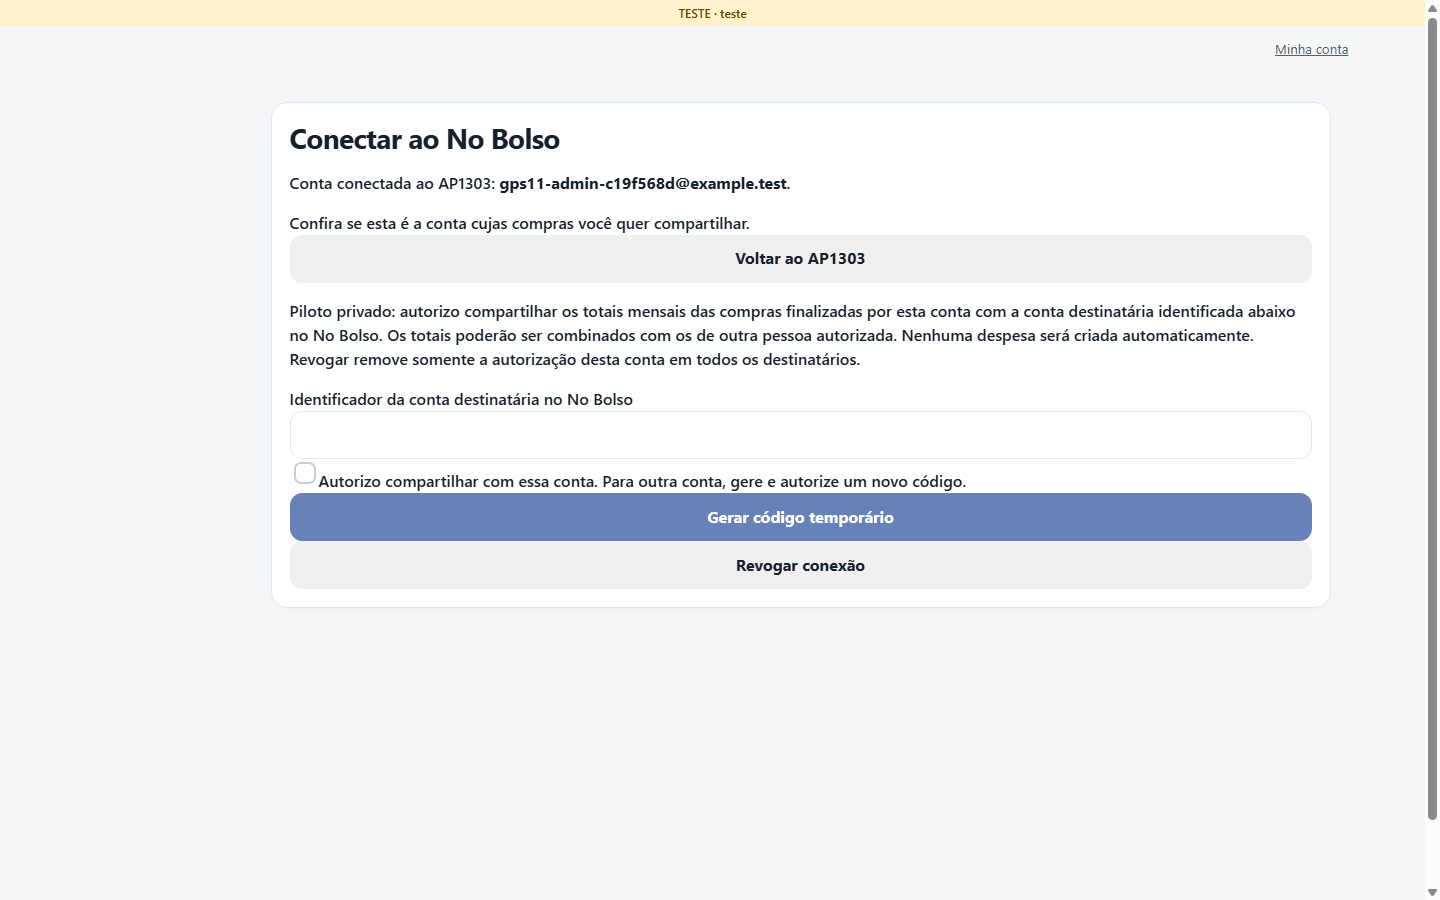 TESTE · teste
Minha conta
Conectar ao No Bolso
Conta conectada ao AP1303: gps11-admin-c19f568d@example.test.
Confira se esta é a conta cujas compras você quer compartilhar.
Voltar ao AP1303
Piloto privado: autorizo compartilhar os totais mensais das compras finalizadas por esta conta com a conta destinatária identificada abaixo
no No Bolso. Os totais poderão ser combinados com os de outra pessoa autorizada. Nenhuma despesa será criada automaticamente.
Revogar remove somente a autorização desta conta em todos os destinatários.
Identificador da conta destinatária no No Bolso
Autorizo compartilhar com essa conta. Para outra conta, gere e autorize um novo código.
Gerar código temporário
Revogar conexão